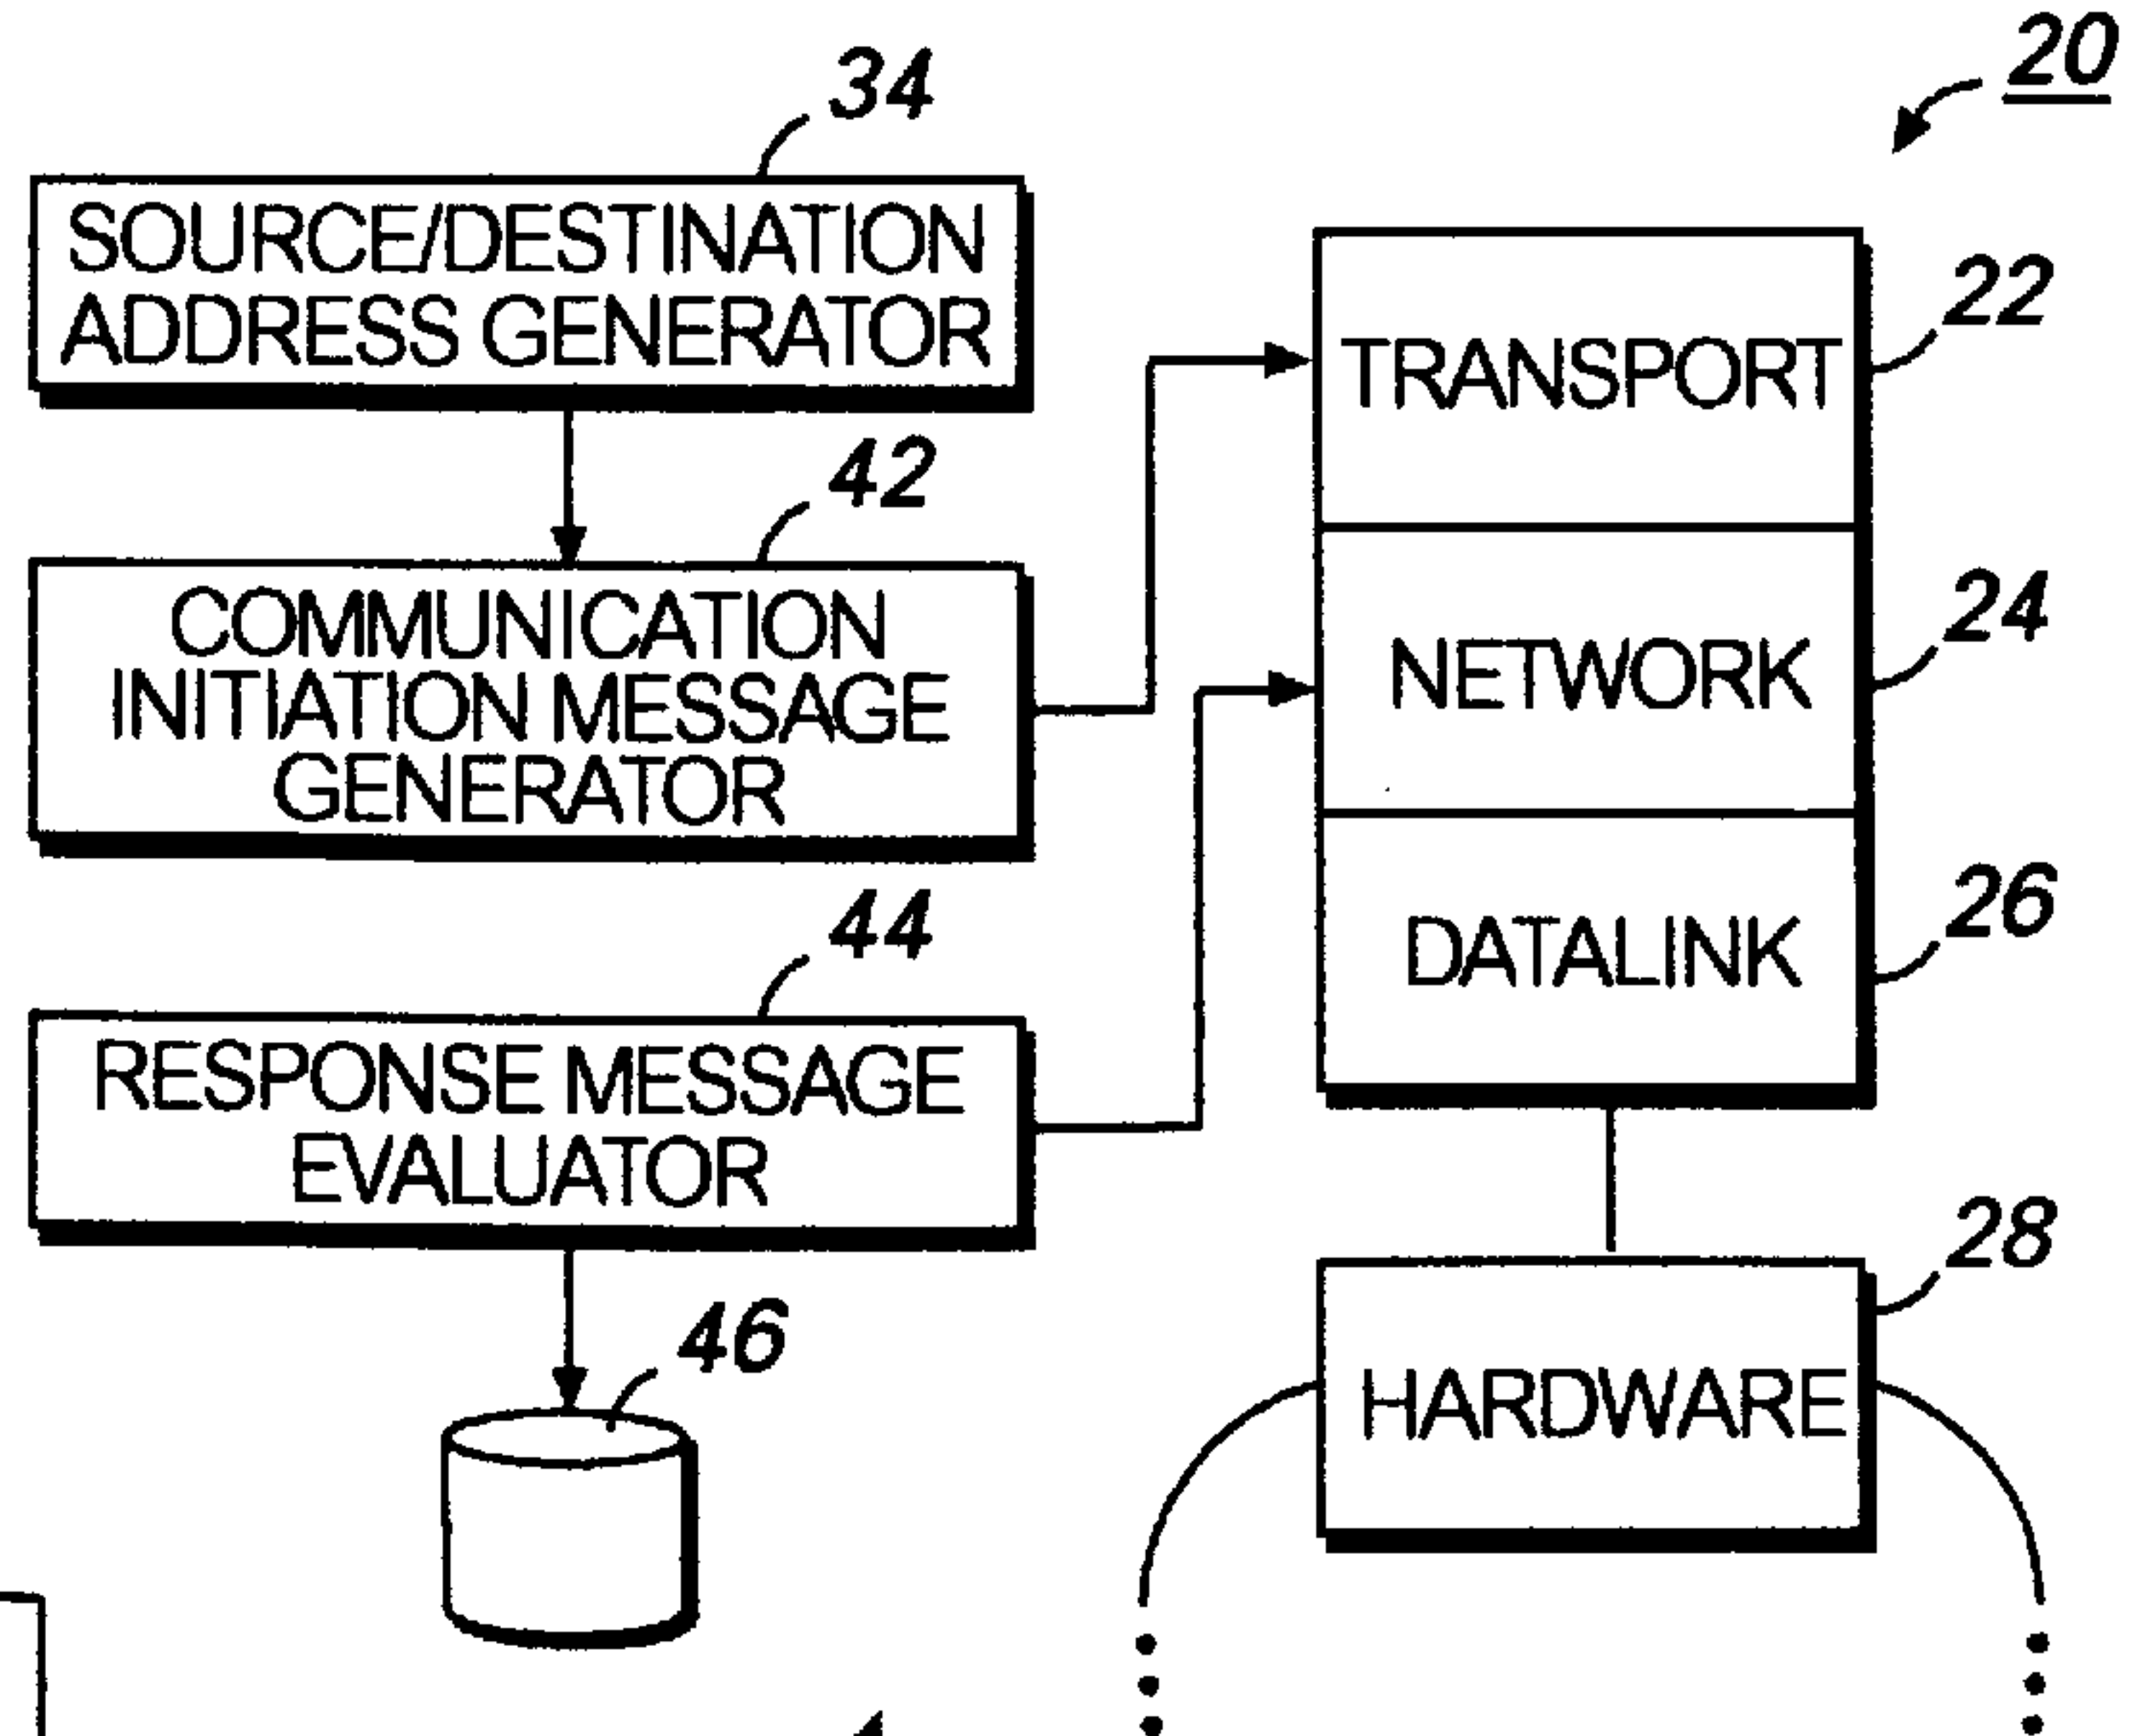 20
34
SOURCE/DESTINATION
ADDRESS GENERATOR
42
COMMUNICATION
INITIATION MESSAGE
GENERATOR
44
RESPONSE MESSAGE
EVALUATOR
46
22
TRANSPORT
24
NETWORK
26
DATALINK
28
HARDWARE